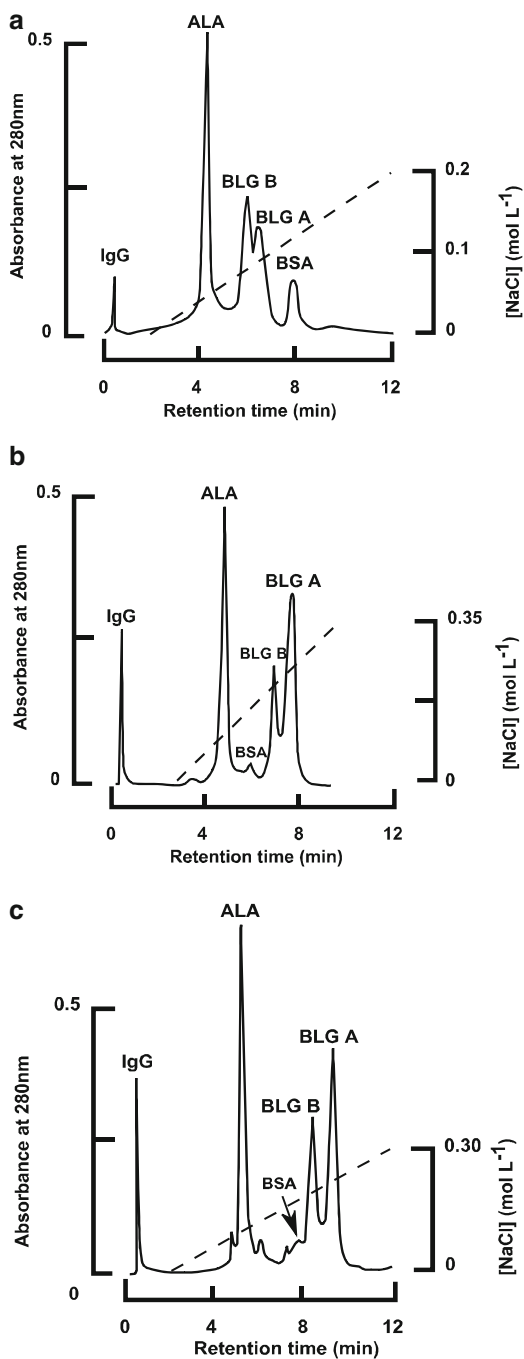 a
ALA
0.5
Absorbance at 280nm
0.2
BLG B
BLG A
IgG
BSA
0.1
[NaCl] (mol L⁻¹)
0
0
0 4 8 12
Retention time (min)
b
0.5
ALA
Absorbance at 280nm
BLG A
IgG
0.35
BLG B
BSA
[NaCl] (mol L⁻¹)
0
0
0 4 8 12
Retention time (min)
c
ALA
0.5
Absorbance at 280nm
BLG A
IgG
BLG B
0.30
BSA
[NaCl] (mol L⁻¹)
0
0
0 4 8 12
Retention time (min)